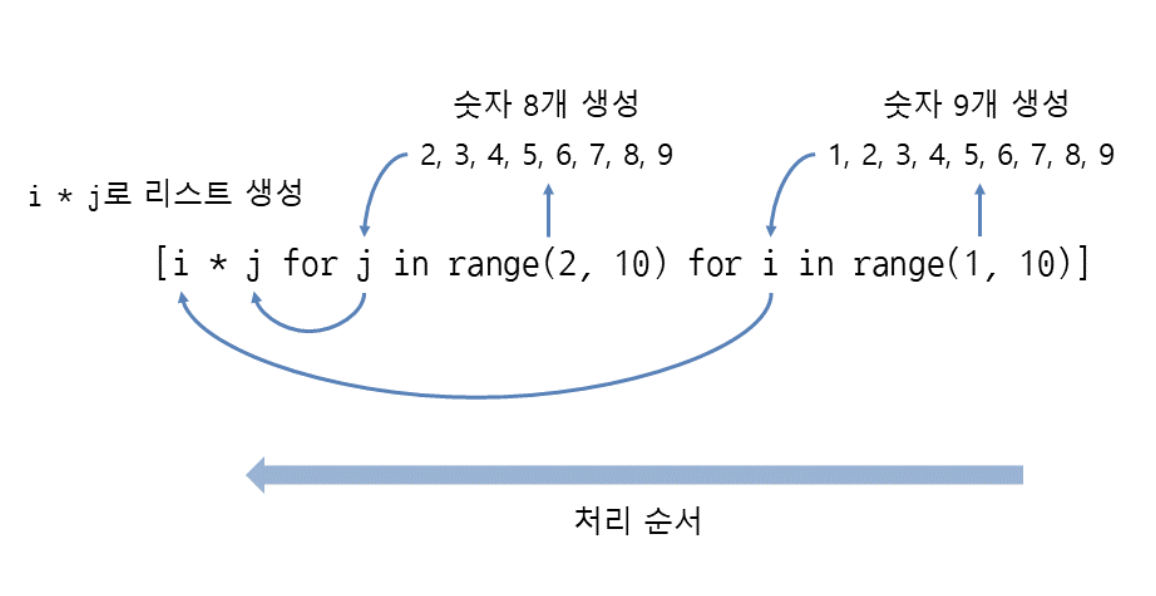 숫자 8개 생성
숫자 9개 생성
2, 3, 4, 5, 6, 7, 8, 9
1, 2, 3, 4, 5, 6, 7, 8, 9
i * j로 리스트 생성
[i * j for j in range(2, 10) for i in range(1, 10)]
처리 순서